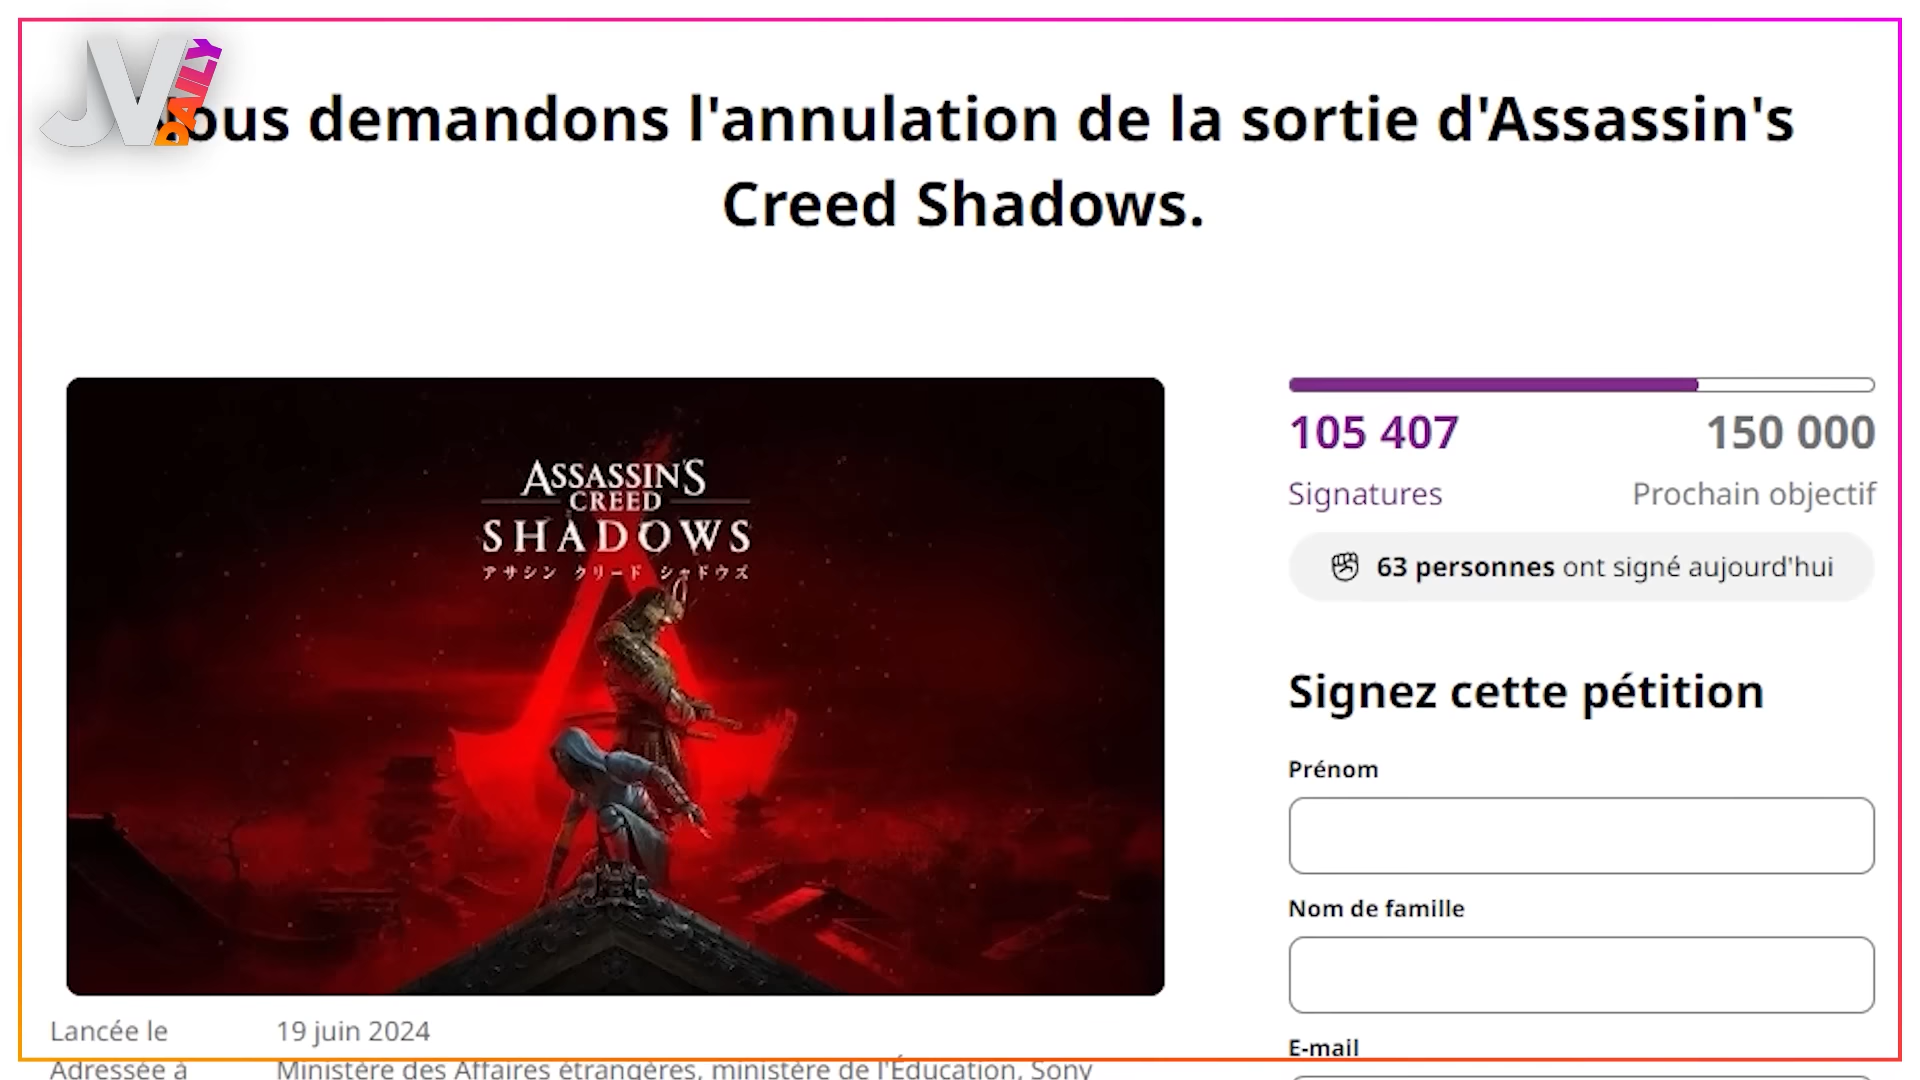 JV
DAILY
ous demandons l'annulation de la sortie d'Assassin's
Creed Shadows.
ASSASSIN'S
CREED
SHADOWS
アサシン クリード シャドウズ
105 407
150 000
Signatures
Prochain objectif
63 personnes ont signé aujourd'hui
Signez cette pétition
Prénom
Nom de famille
E-mail
Lancée le 19 juin 2024
Adressée à Ministère des Affaires étrangères, ministère de l'Éducation, Sony